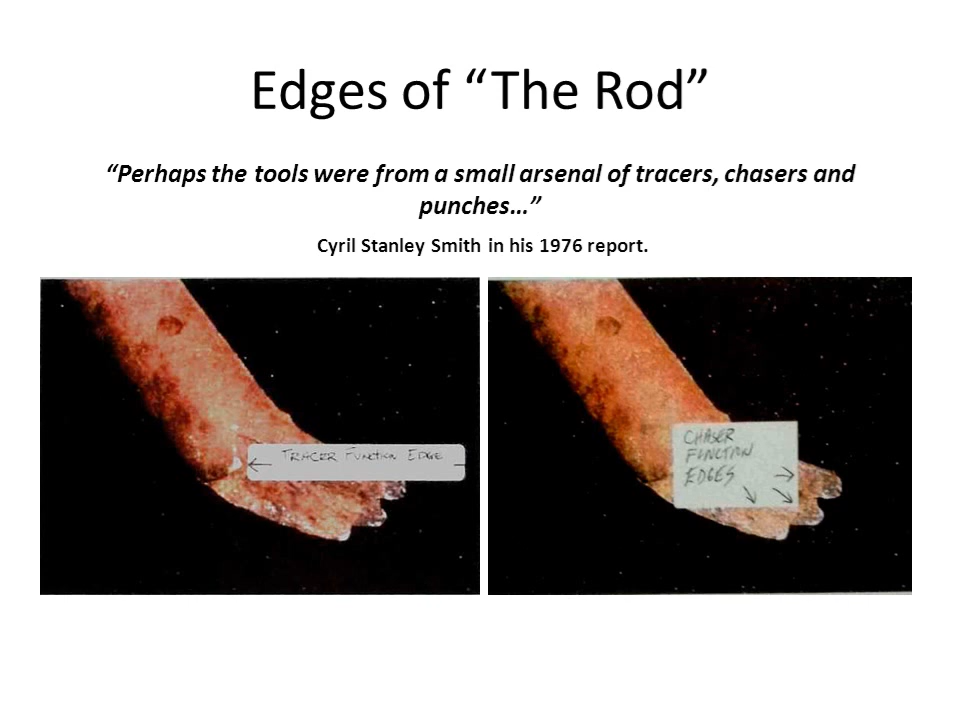 Edges of “The Rod”
“Perhaps the tools were from a small arsenal of tracers, chasers and
punches…”
Cyril Stanley Smith in his 1976 report.
TRACER FUNCTION EDGE
CHASER
FUNCTION
EDGES